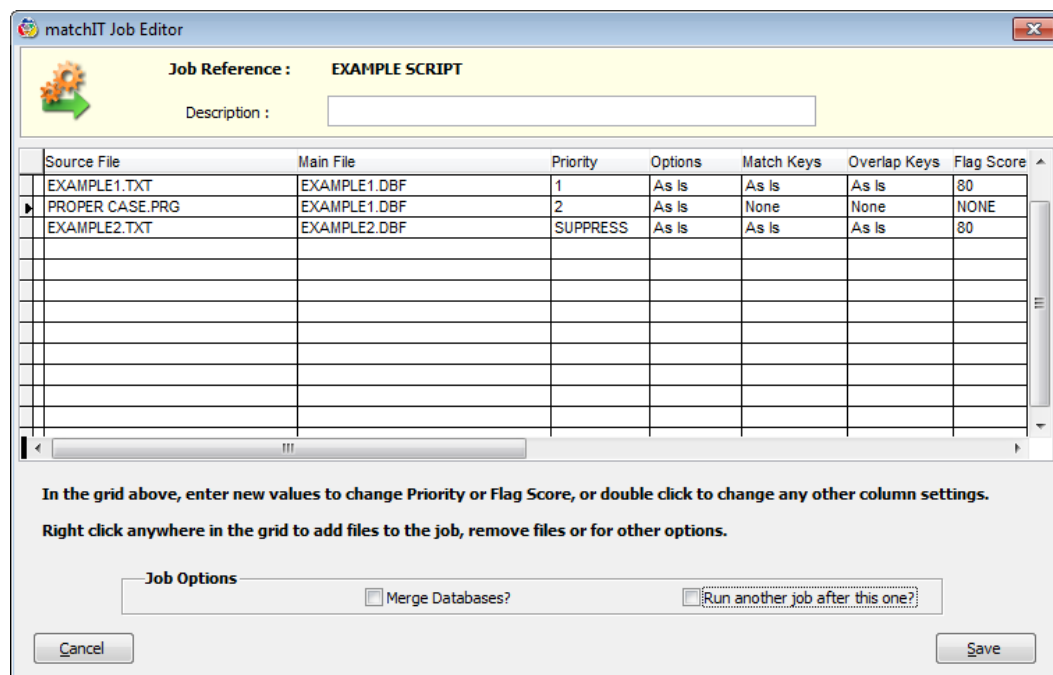 matchIT Job Editor
Job Reference : EXAMPLE SCRIPT
Description :
Source File Main File Priority Options Match Keys Overlap Keys Flag Score
EXAMPLE1.TXT EXAMPLE1.DBF 1 As Is As Is As Is 80
PROPER CASE.PRG EXAMPLE1.DBF 2 As Is None None NONE
EXAMPLE2.TXT EXAMPLE2.DBF SUPPRESS As Is As Is As Is 80
In the grid above, enter new values to change Priority or Flag Score, or double click to change any other column settings.
Right click anywhere in the grid to add files to the job, remove files or for other options.
Job Options
Merge Databases? Run another job after this one?
Cancel Save